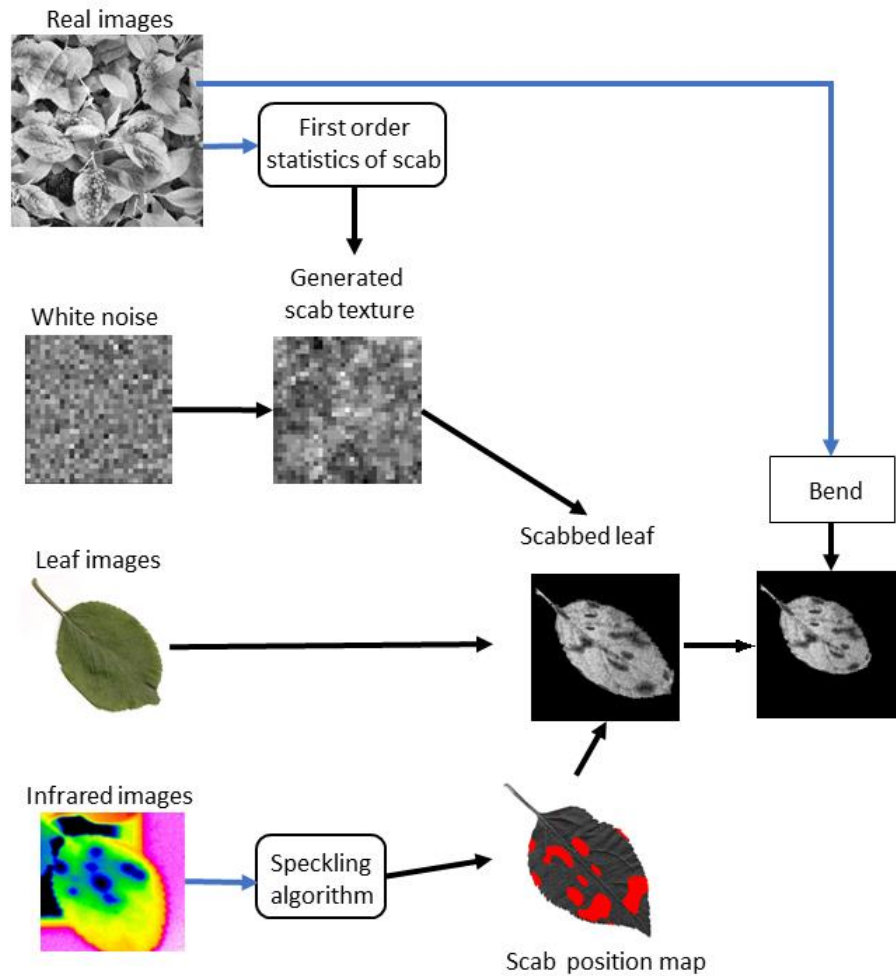 Real images
First order
statistics of scab
Generated
scab texture
White noise
Bend
Scabbed leaf
Leaf images
Infrared images
Speckling
algorithm
Scab position map